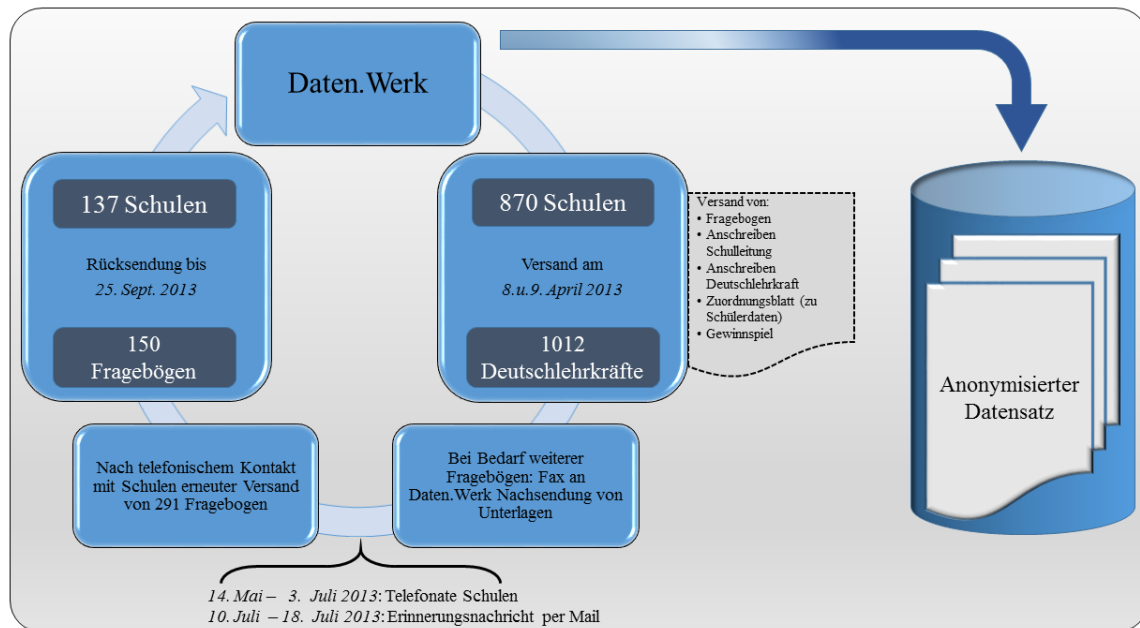 Daten.Werk
137 Schulen
Rücksendung bis
25. Sept. 2013
150
Fragebögen
870 Schulen
Versand am
8.u.9. April 2013
1012
Deutschlehrkräfte
Versand von:
• Fragebogen
• Anschreiben
Schulleitung
• Anschreiben
Deutschlehrkraft
• Zuordnungsblatt (zu
Schülerdaten)
• Gewinnspiel
Anonymisierter
Datensatz
Nach telefonischem Kontakt
mit Schulen erneuter Versand
von 291 Fragebogen
Bei Bedarf weiterer
Fragebögen: Fax an
Daten.Werk Nachsendung von
Unterlagen
14. Mai – 3. Juli 2013: Telefonate Schulen
10. Juli – 18. Juli 2013: Erinnerungsnachricht per Mail